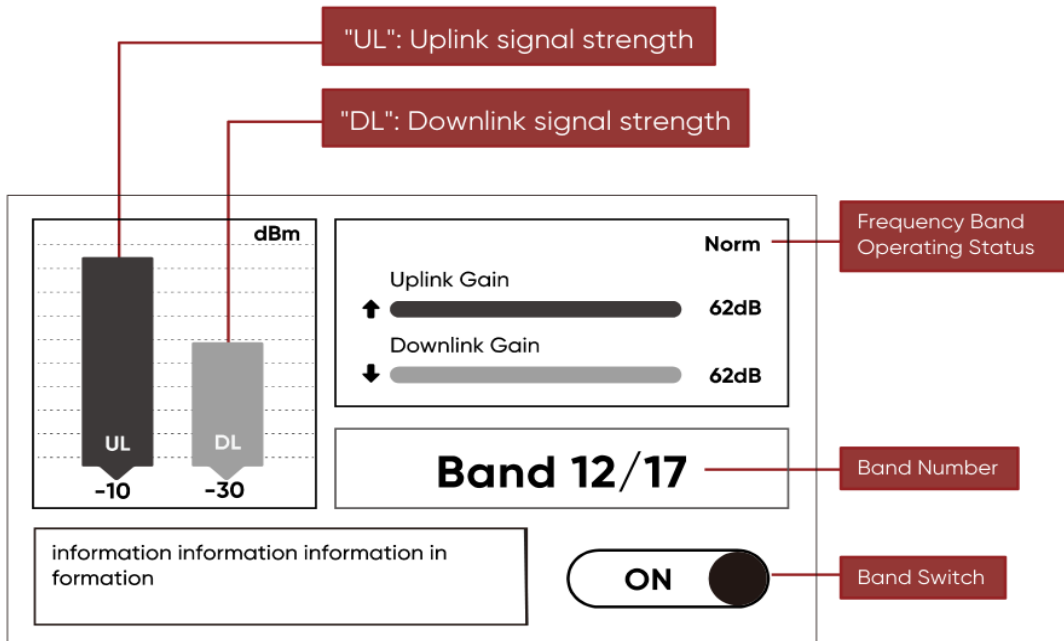 "UL": Uplink signal strength
"DL": Downlink signal strength
dBm
UL
DL
-10
-30
Norm
Uplink Gain
62dB
Downlink Gain
62dB
Band 12/17
information information information in
formation
ON
Frequency Band
Operating Status
Band Number
Band Switch